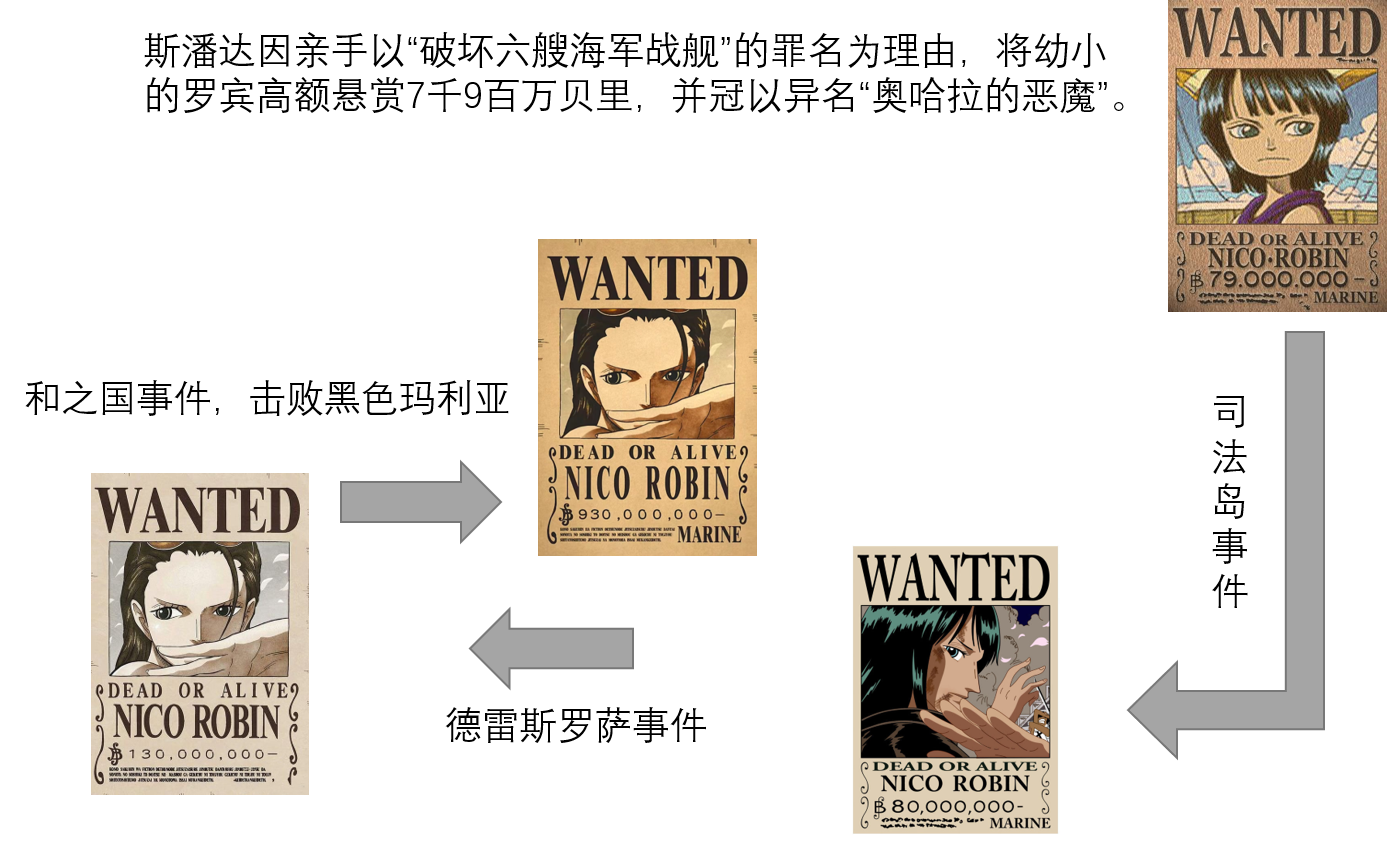 斯潘达因亲手以“破坏六艘海军战舰”的罪名为理由，将幼小
的罗宾高额悬赏7千9百万贝里，并冠以异名“奥哈拉的恶魔”。
WANTED
DEAD OR ALIVE
NICO·ROBIN
79.000.000-
MARINE
司
法
岛
事
件
WANTED
DEAD OR ALIVE
NICO ROBIN
80,000,000-
MARINE
德雷斯罗萨事件
WANTED
DEAD OR ALIVE
NICO ROBIN
130,000,000-
和之国事件，击败黑色玛利亚
WANTED
DEAD OR ALIVE
NICO ROBIN
930,000,000-
MARINE